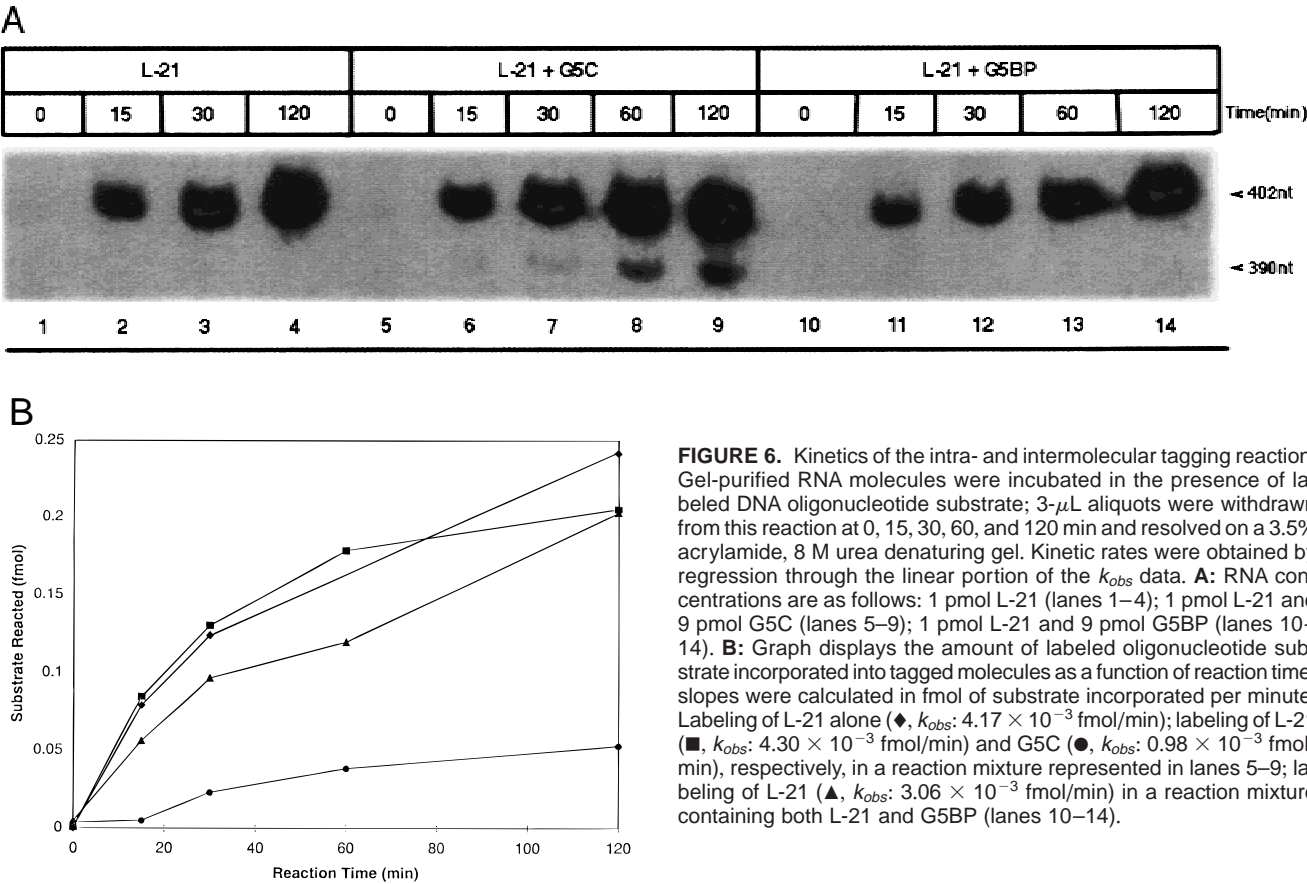 A
L-21 L-21 + G5C L-21 + G5BP
0 15 30 120 0 15 30 60 120 0 15 30 60 120 Time(min)
◄ 402nt
◄ 390nt
1 2 3 4 5 6 7 8 9 10 11 12 13 14
B
0.25
0.2
0.15
0.1
0.05
0
Substrate Reacted (fmol)
0 20 40 60 80 100 120
Reaction Time (min)
FIGURE 6. Kinetics of the intra- and intermolecular tagging reaction
Gel-purified RNA molecules were incubated in the presence of la
beled DNA oligonucleotide substrate; 3-μL aliquots were withdrawn
from this reaction at 0, 15, 30, 60, and 120 min and resolved on a 3.5%
acrylamide, 8 M urea denaturing gel. Kinetic rates were obtained by
regression through the linear portion of the kobs data. A: RNA con
centrations are as follows: 1 pmol L-21 (lanes 1–4); 1 pmol L-21 and
9 pmol G5C (lanes 5–9); 1 pmol L-21 and 9 pmol G5BP (lanes 10-
14). B: Graph displays the amount of labeled oligonucleotide sub
strate incorporated into tagged molecules as a function of reaction time
slopes were calculated in fmol of substrate incorporated per minute
Labeling of L-21 alone (♦, kobs: 4.17 × 10−3 fmol/min); labeling of L-21
(■, kobs: 4.30 × 10−3 fmol/min) and G5C (●, kobs: 0.98 × 10−3 fmol
min), respectively, in a reaction mixture represented in lanes 5–9; la
beling of L-21 (▲, kobs: 3.06 × 10−3 fmol/min) in a reaction mixture
containing both L-21 and G5BP (lanes 10–14).